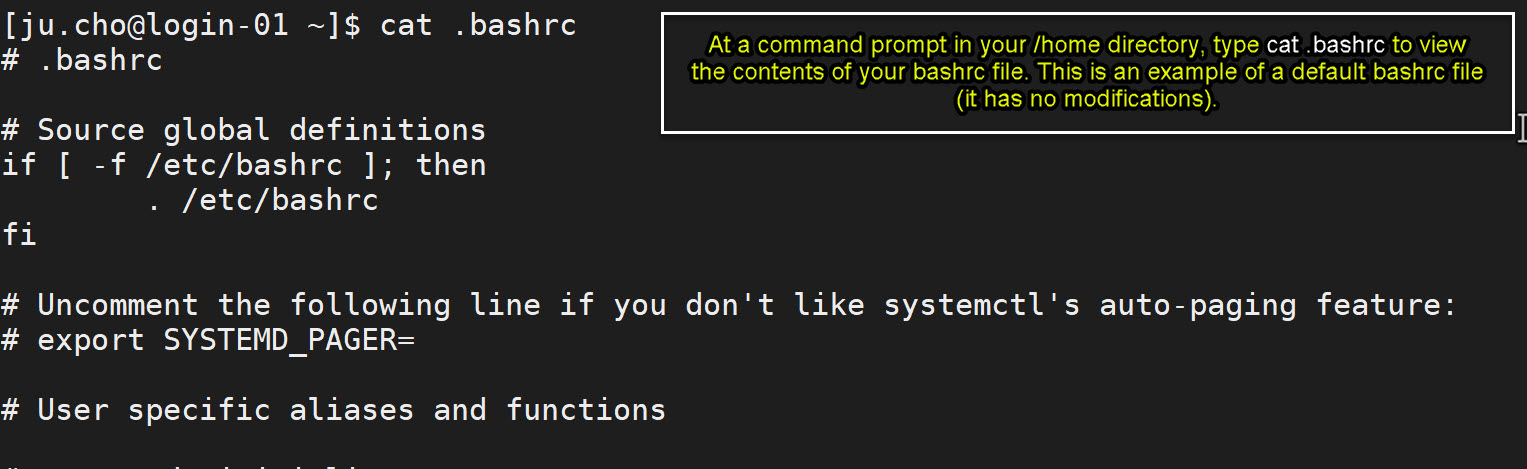 [ju.cho@login-01 ~]$ cat .bashrc
# .bashrc
At a command prompt in your /home directory, type cat .bashrc to view
the contents of your bashrc file. This is an example of a default bashrc file
(it has no modifications).
# Source global definitions
if [ -f /etc/bashrc ]; then
        . /etc/bashrc
fi
# Uncomment the following line if you don't like systemctl's auto-paging feature:
# export SYSTEMD_PAGER=
# User specific aliases and functions